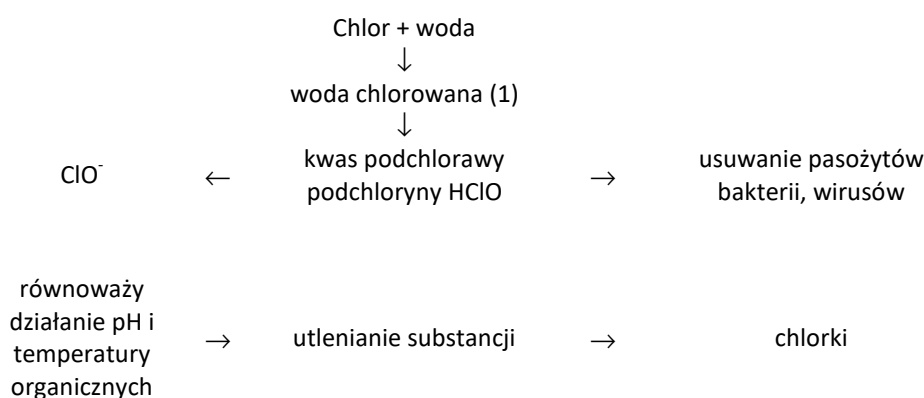 Chlor + woda
↓
woda chlorowana (1)
↓
ClO⁻ ← kwas podchlorawy → usuwanie pasożytów
podchloryny HClO bakterii, wirusów
równoważy
działanie pH i
temperatury → utlenianie substancji → chlorki
organicznych